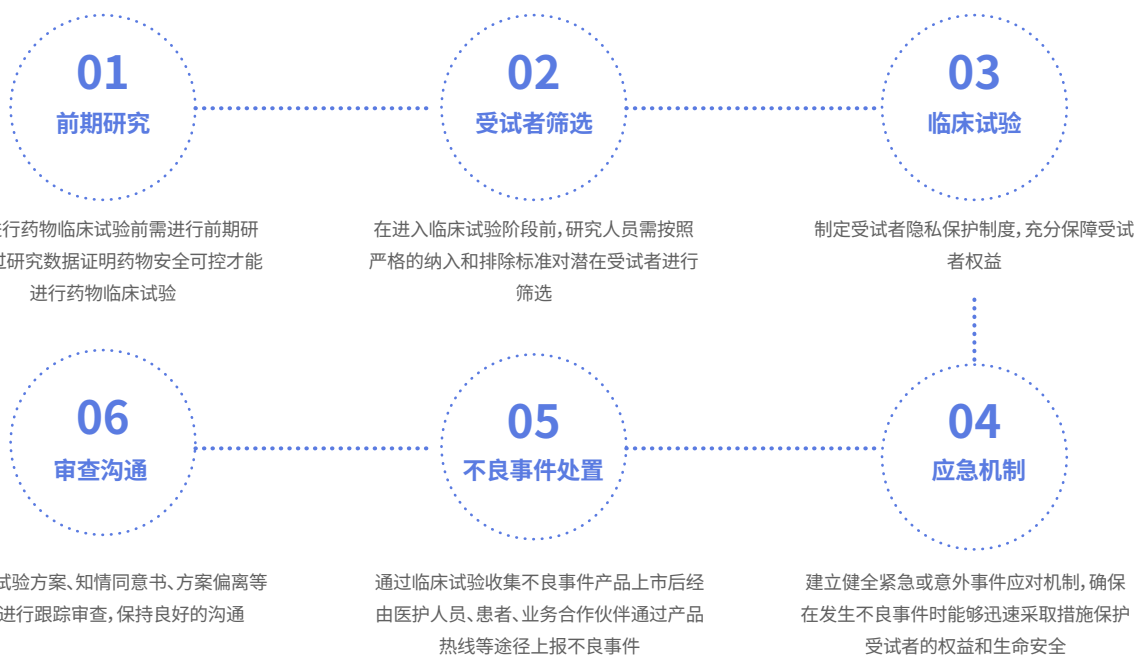 01
前期研究
行药物临床试验前需进行前期研
过研究数据证明药物安全可控才能
进行药物临床试验
02
受试者筛选
在进入临床试验阶段前,研究人员需按照
严格的纳入和排除标准对潜在受试者进行
筛选
03
临床试验
制定受试者隐私保护制度,充分保障受试
者权益
04
应急机制
建立健全紧急或意外事件应对机制,确保
在发生不良事件时能够迅速采取措施保护
受试者的权益和生命安全
05
不良事件处置
通过临床试验收集不良事件产品上市后经
由医护人员、患者、业务合作伙伴通过产品
热线等途径上报不良事件
06
审查沟通
试验方案、知情同意书、方案偏离等
进行跟踪审查,保持良好的沟通